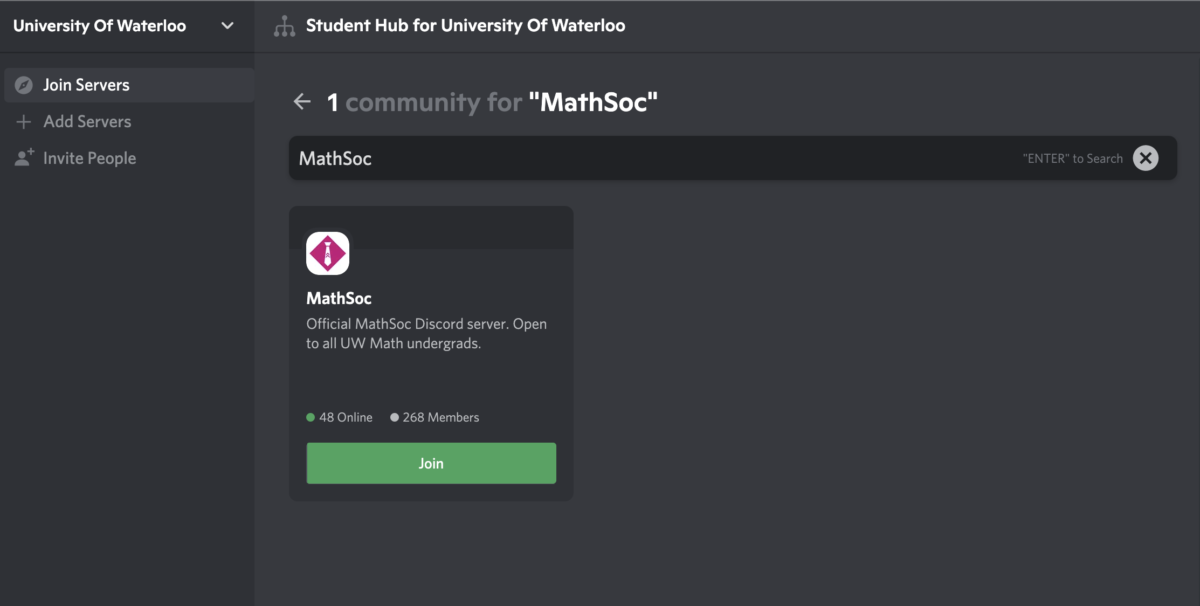 University Of Waterloo
Student Hub for University Of Waterloo
Join Servers
Add Servers
Invite People
1 community for "MathSoc"
MathSoc
"ENTER" to Search
MathSoc
Official MathSoc Discord server. Open
to all UW Math undergrads.
48 Online
268 Members
Join